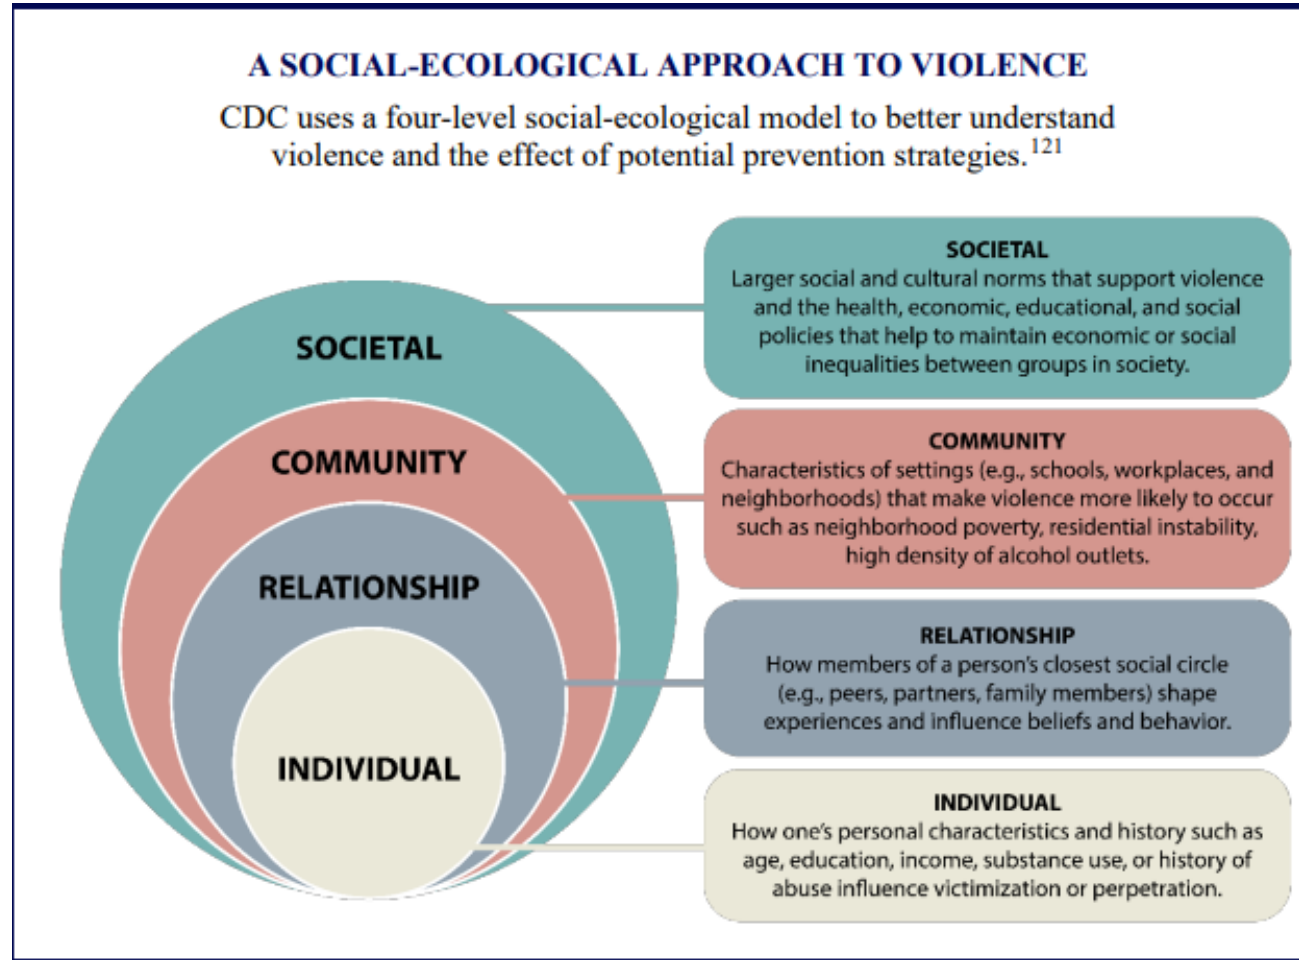 A SOCIAL-ECOLOGICAL APPROACH TO VIOLENCE
CDC uses a four-level social-ecological model to better understand
violence and the effect of potential prevention strategies.121
SOCIETAL
COMMUNITY
RELATIONSHIP
INDIVIDUAL
SOCIETAL
Larger social and cultural norms that support violence
and the health, economic, educational, and social
policies that help to maintain economic or social
inequalities between groups in society.
COMMUNITY
Characteristics of settings (e.g., schools, workplaces, and
neighborhoods) that make violence more likely to occur
such as neighborhood poverty, residential instability,
high density of alcohol outlets.
RELATIONSHIP
How members of a person's closest social circle
(e.g., peers, partners, family members) shape
experiences and influence beliefs and behavior.
INDIVIDUAL
How one's personal characteristics and history such as
age, education, income, substance use, or history of
abuse influence victimization or perpetration.